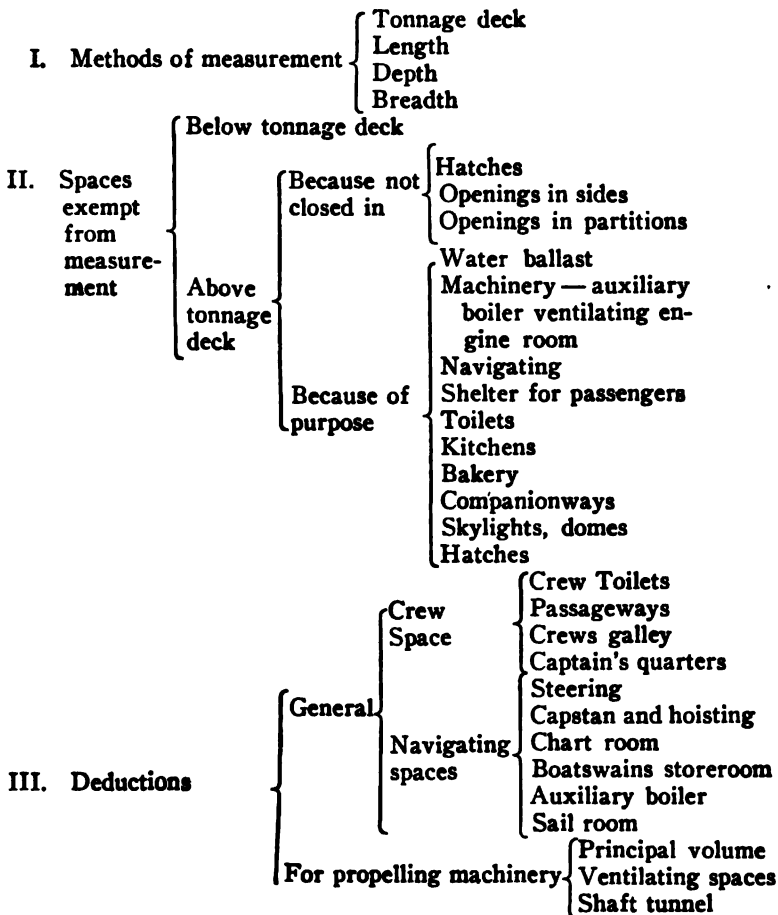 I. Methods of measurement
Tonnage deck
Length
Depth
Breadth
II. Spaces
exempt
from
measure-
ment
Below tonnage deck
Above
tonnage
deck
Because not
closed in
Hatches
Openings in sides
Openings in partitions
Because of
purpose
Water ballast
Machinery — auxiliary
boiler ventilating en-
gine room
Navigating
Shelter for passengers
Toilets
Kitchens
Bakery
Companionways
Skylights, domes
Hatches
III. Deductions
General
Crew
Space
Crew Toilets
Passageways
Crews galley
Captain's quarters
Navigating
spaces
Steering
Capstan and hoisting
Chart room
Boatswains storeroom
Auxiliary boiler
Sail room
For propelling machinery
Principal volume
Ventilating spaces
Shaft tunnel